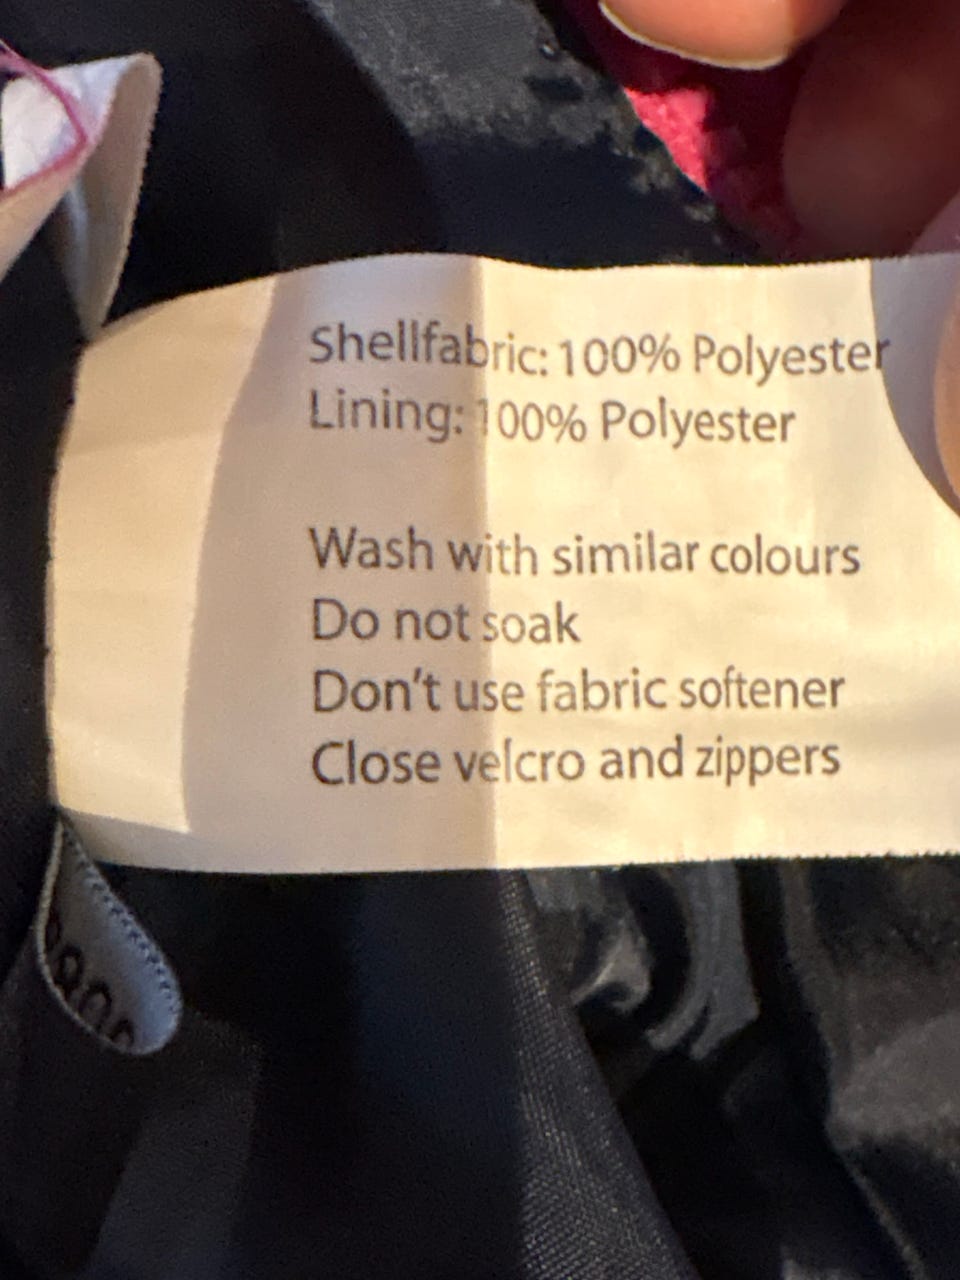 Shellfabric: 100% Polyester
Lining: 100% Polyester
Wash with similar colours
Do not soak
Don't use fabric softener
Close velcro and zippers